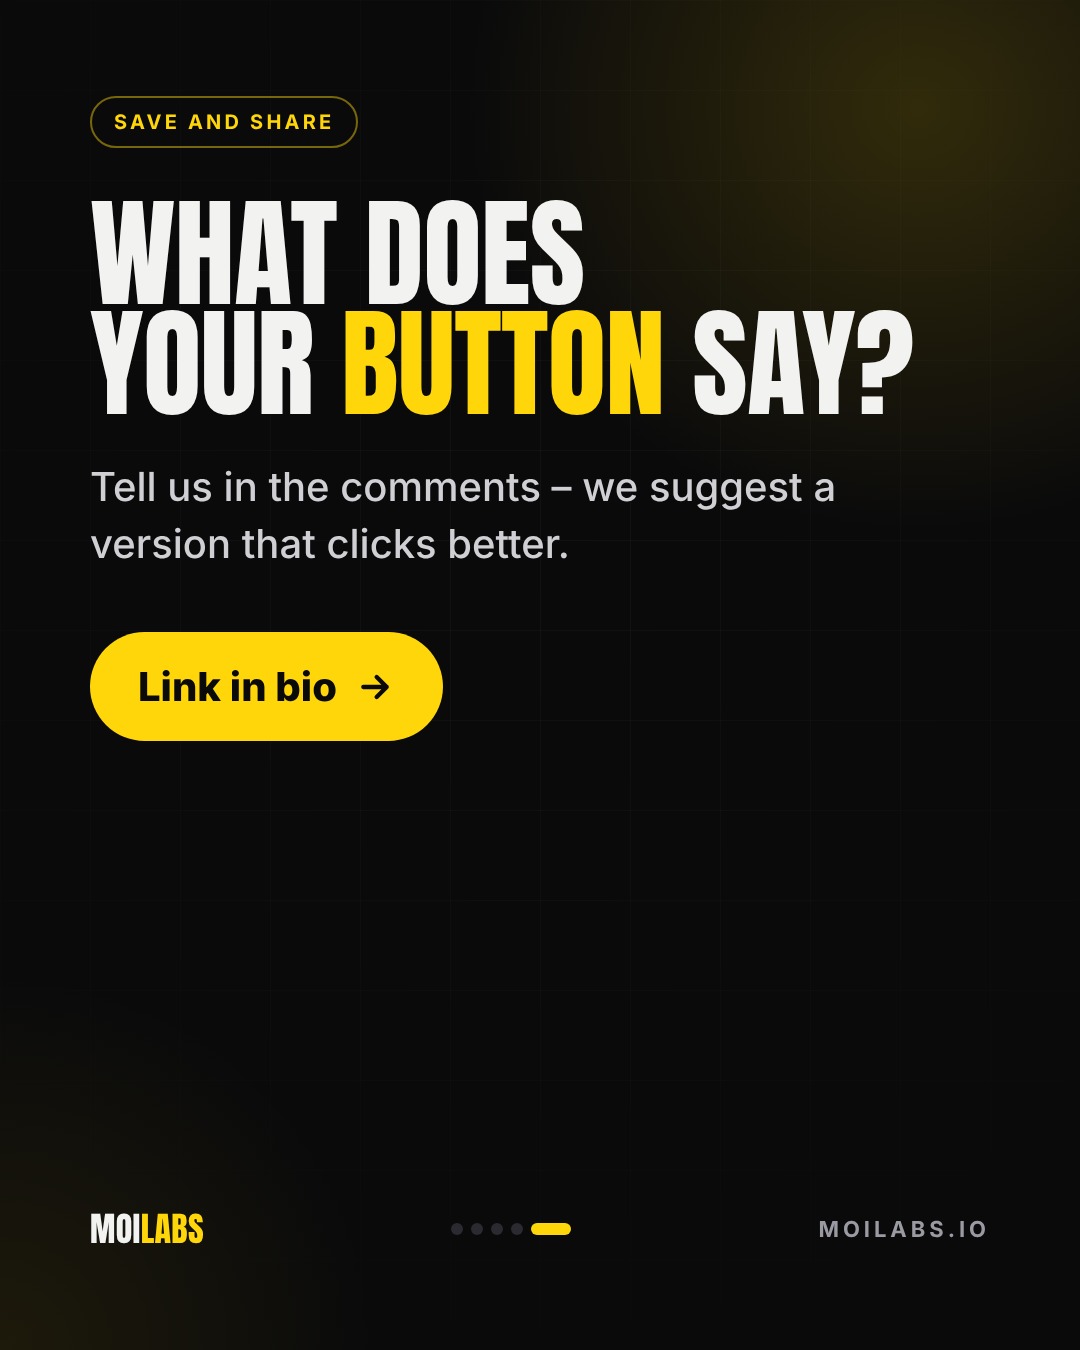 SAVE AND SHARE
WHAT DOES
YOUR BUTTON SAY?
Tell us in the comments – we suggest a
version that clicks better.
Link in bio →
MOILABS
MOILABS.IO